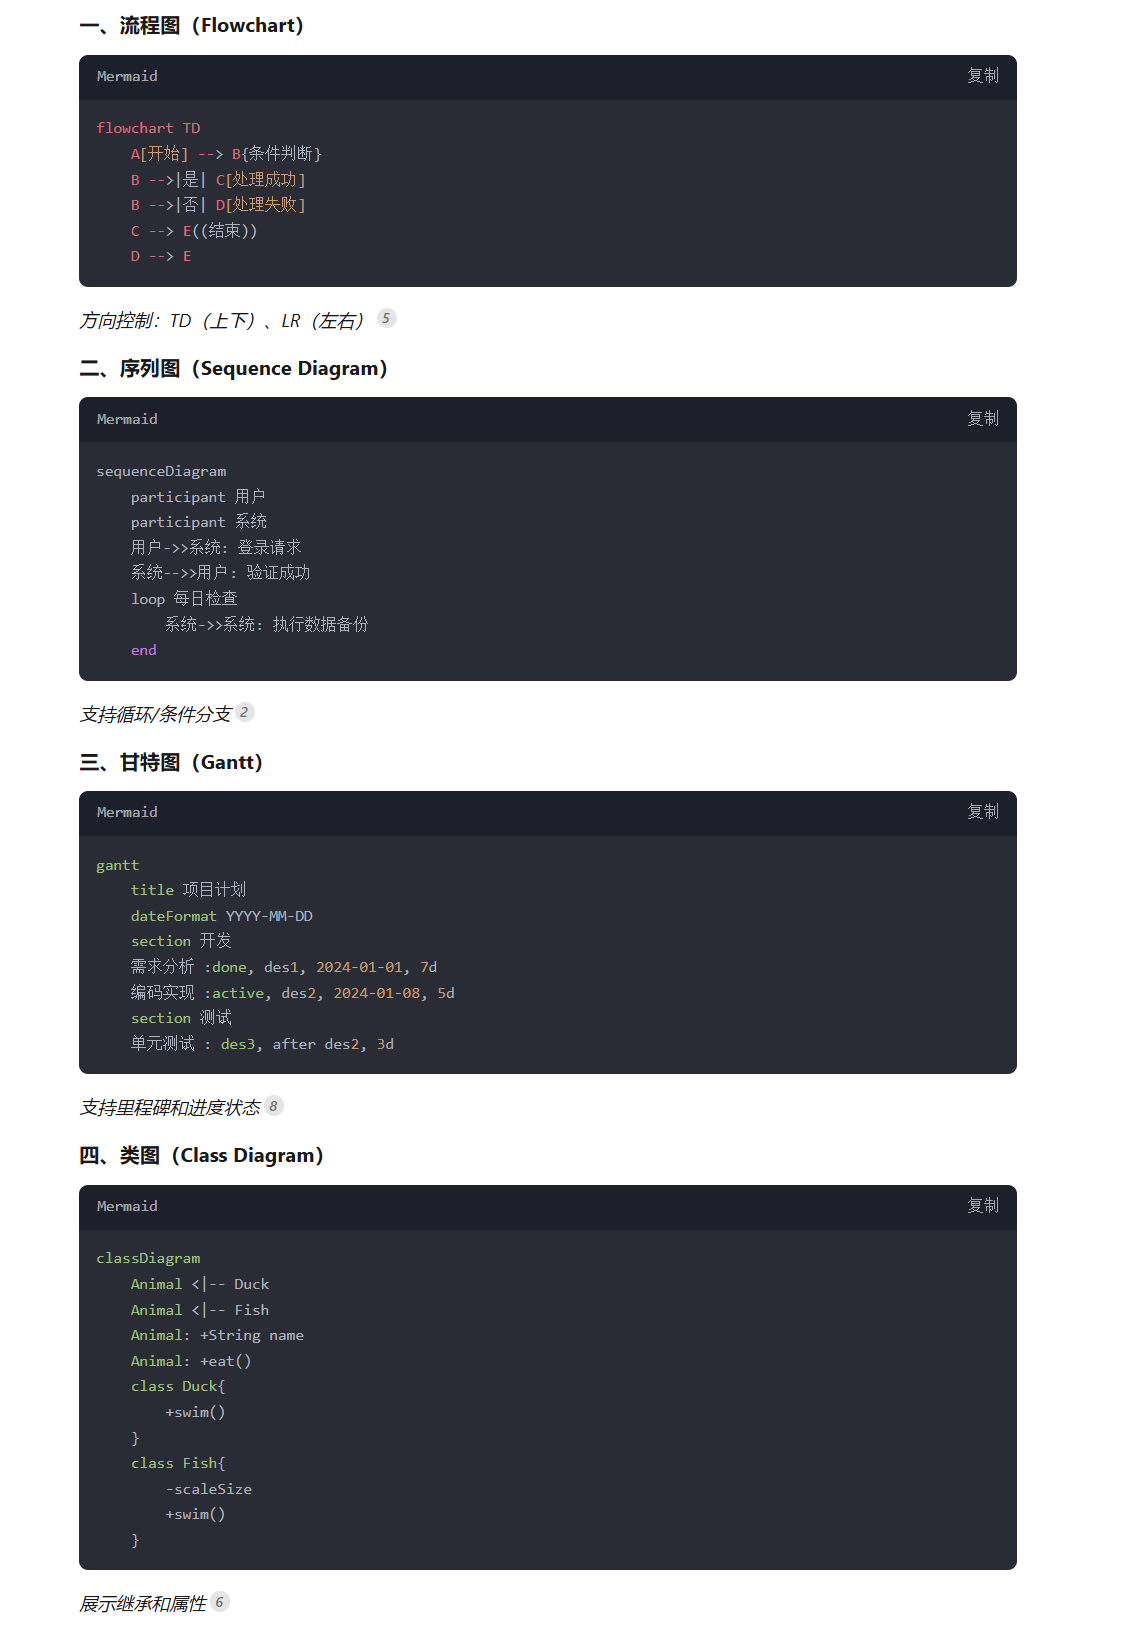 一、流程图（Flowchart）
Mermaid 复制
flowchart TD
    A[开始] --> B{条件判断}
    B -->|是| C[处理成功]
    B -->|否| D[处理失败]
    C --> E((结束))
    D --> E
方向控制：TD（上下）、LR（左右） 5
二、序列图（Sequence Diagram）
Mermaid 复制
sequenceDiagram
    participant 用户
    participant 系统
    用户->>系统: 登录请求
    系统-->>用户: 验证成功
    loop 每日检查
        系统->>系统: 执行数据备份
    end
支持循环/条件分支 2
三、甘特图（Gantt）
Mermaid 复制
gantt
    title 项目计划
    dateFormat YYYY-MM-DD
    section 开发
    需求分析 :done, des1, 2024-01-01, 7d
    编码实现 :active, des2, 2024-01-08, 5d
    section 测试
    单元测试 : des3, after des2, 3d
支持里程碑和进度状态 8
四、类图（Class Diagram）
Mermaid 复制
classDiagram
    Animal <|-- Duck
    Animal <|-- Fish
    Animal: +String name
    Animal: +eat()
    class Duck{
        +swim()
    }
    class Fish{
        -scaleSize
        +swim()
    }
展示继承和属性 6